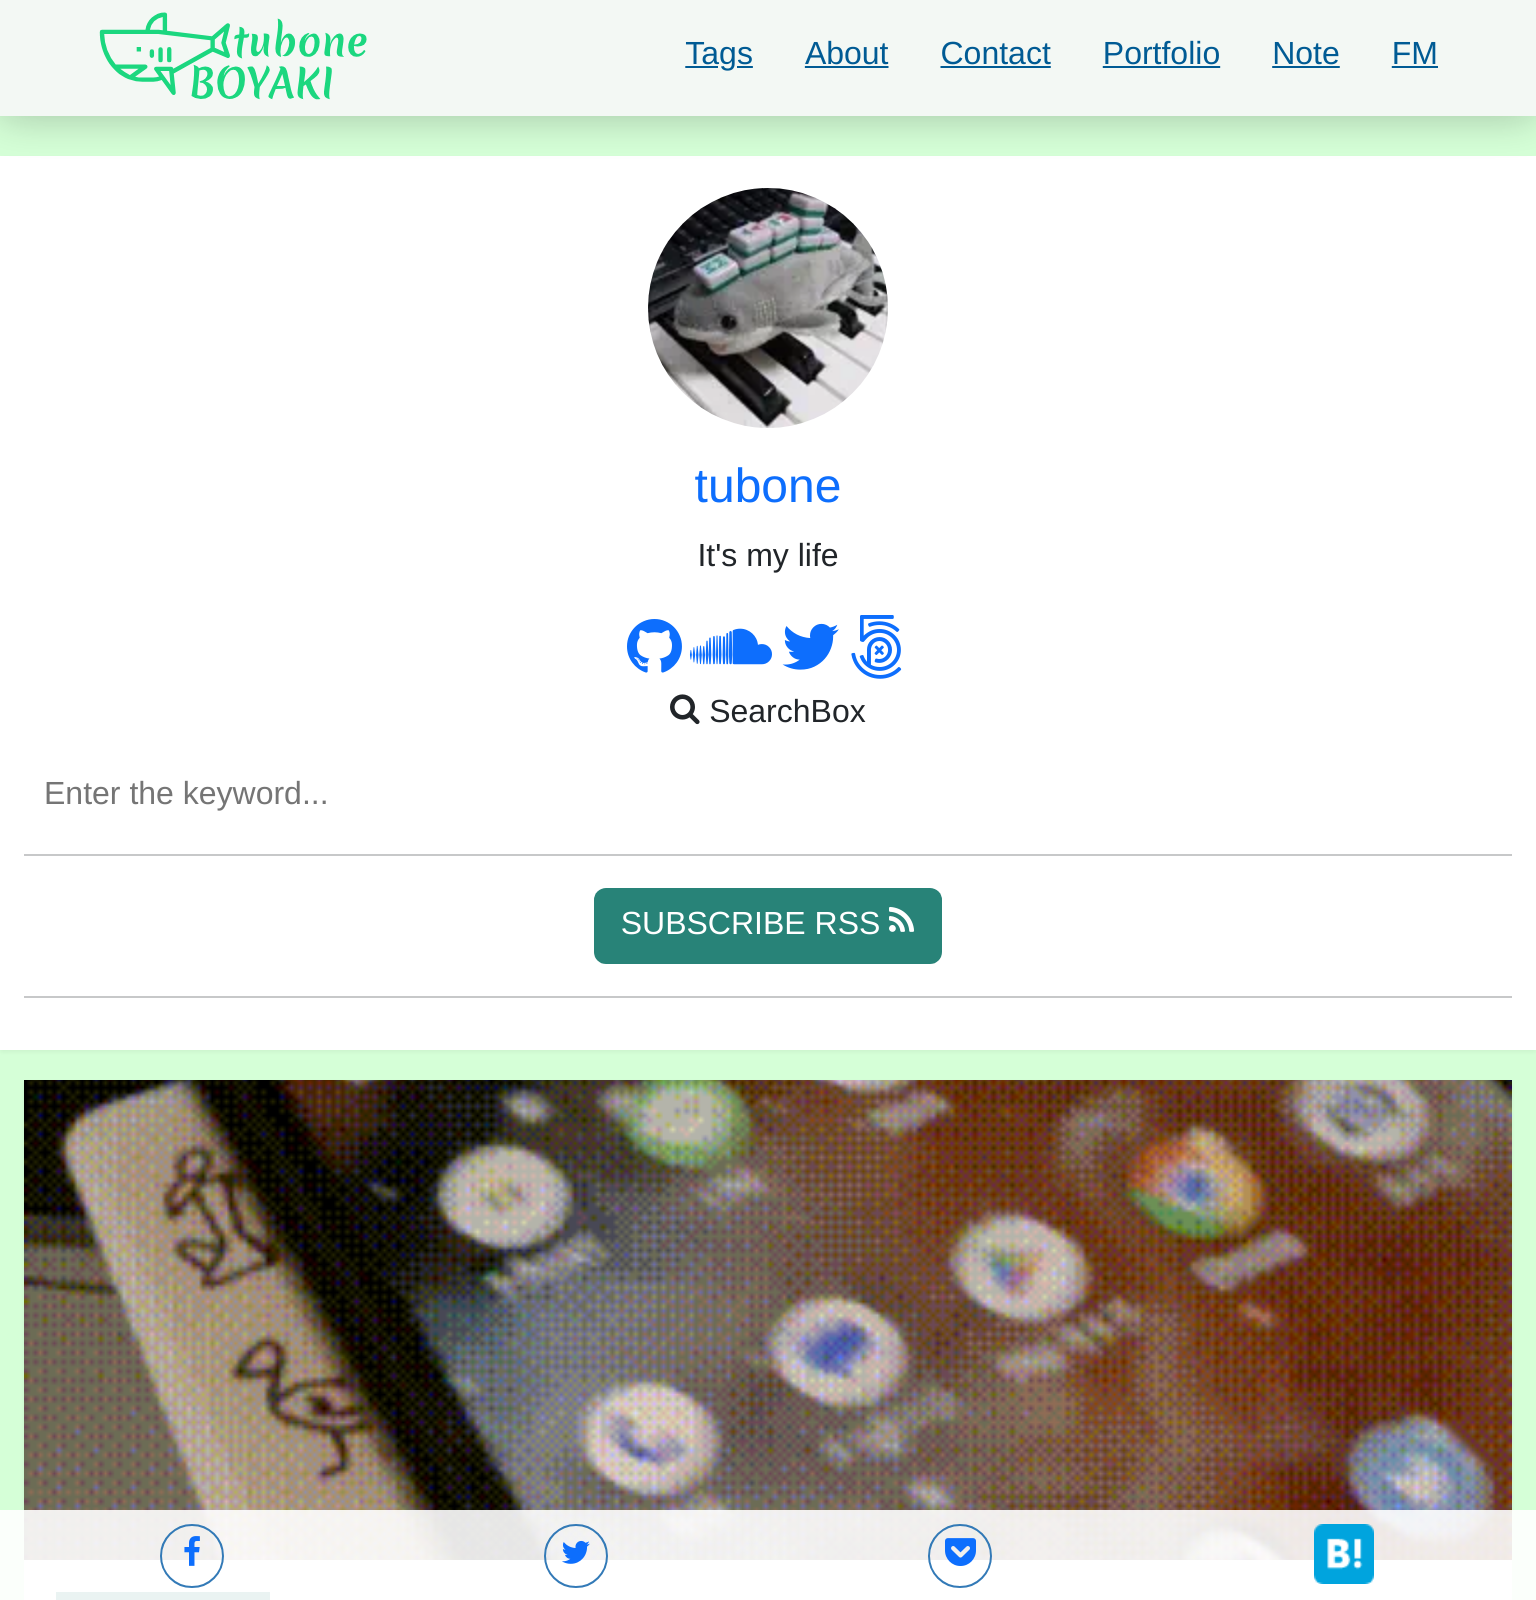 tubone
BOYAKI
Tags About Contact Portfolio Note FM
tubone
It's my life
SearchBox
Enter the keyword...
SUBSCRIBE RSS
B!